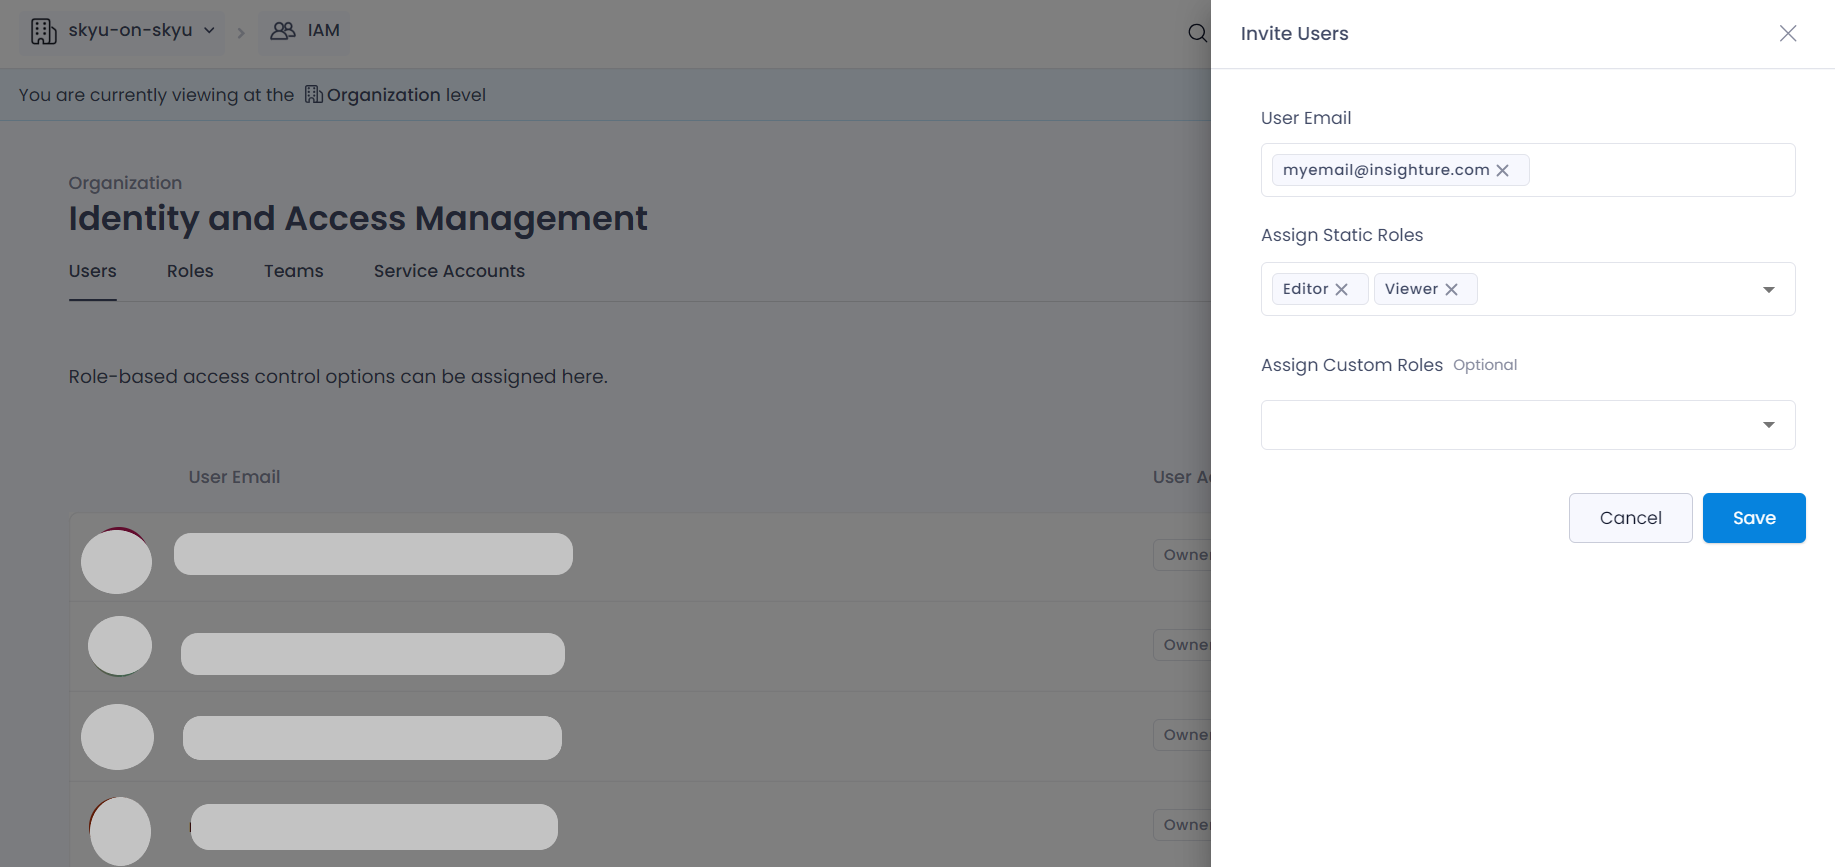 skyu-on-skyu
IAM
You are currently viewing at the Organization level
Organization
Identity and Access Management
Users Roles Teams Service Accounts
Role-based access control options can be assigned here.
User Email User A
Owne
Owne
Owne
Owne
Invite Users
User Email
myemail@insighture.com
Assign Static Roles
Editor Viewer
Assign Custom Roles Optional
Cancel Save